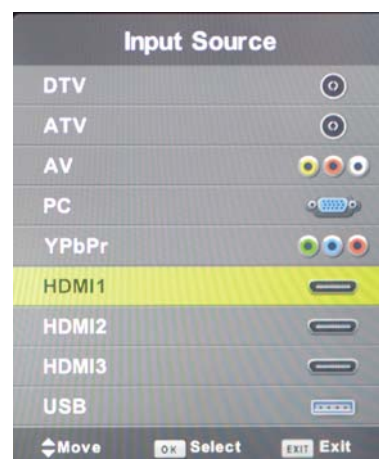 Input Source
DTV
ATV
AV
PC
YPbPr
HDMI1
HDMI2
HDMI3
USB
Move OK Select EXIT Exit